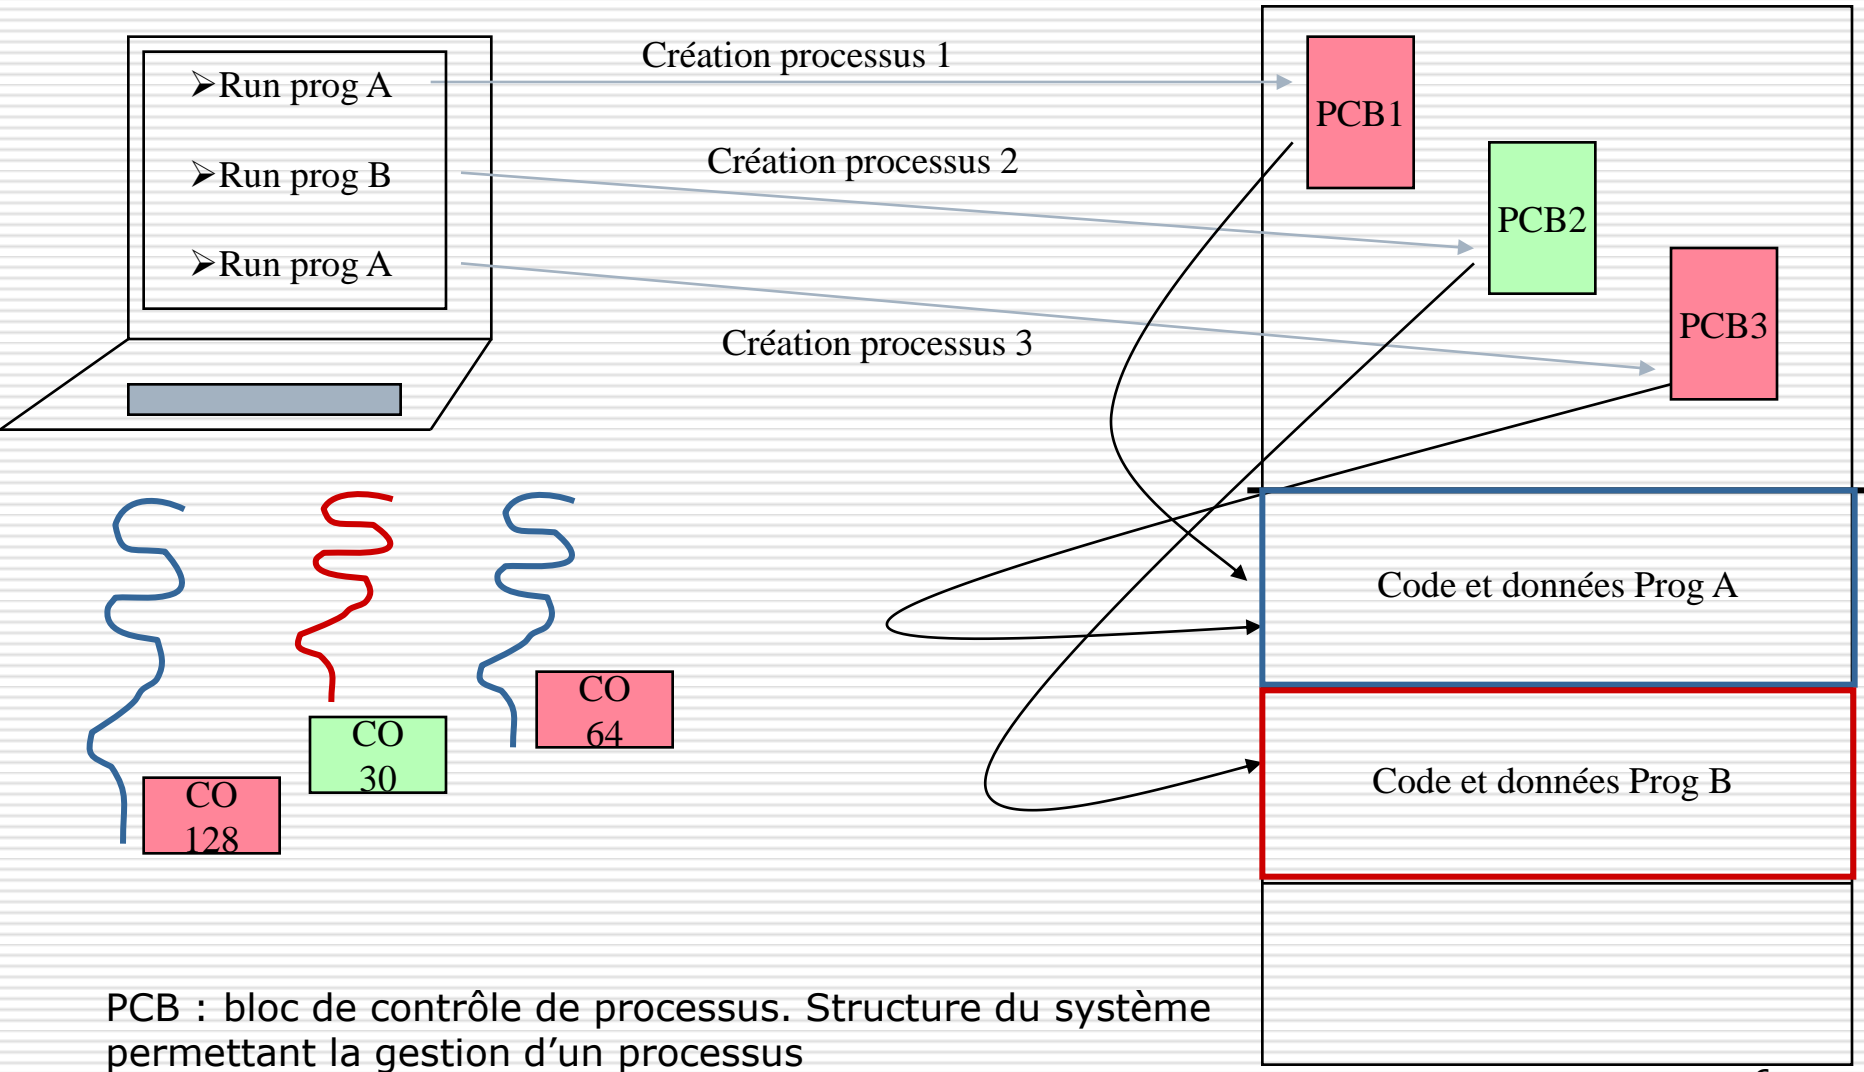 ➢Run prog A
➢Run prog B
➢Run prog A
Création processus 1
Création processus 2
Création processus 3
PCB1
PCB2
PCB3
CO
128
CO
30
CO
64
Code et données Prog A
Code et données Prog B
PCB : bloc de contrôle de processus. Structure du système
permettant la gestion d’un processus